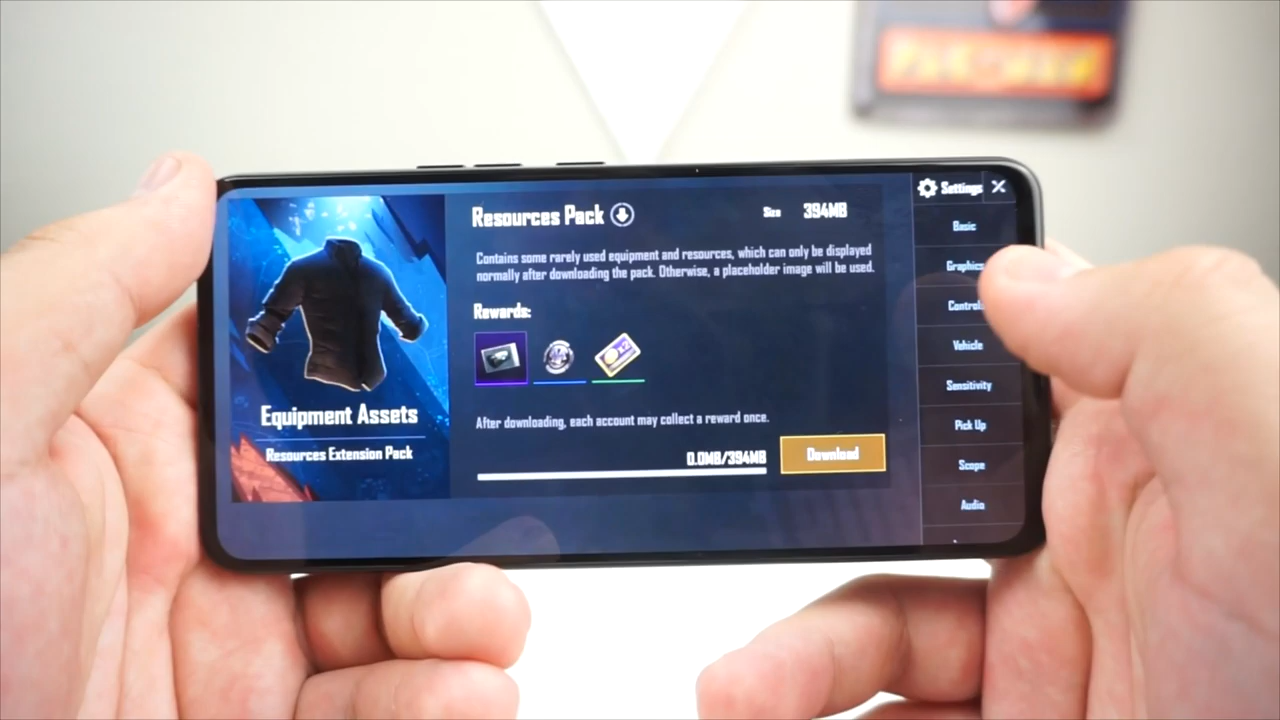 Resources Pack
Size 394MB
Contains some rarely used equipment and resources, which can only be displayed
normally after downloading the pack. Otherwise, a placeholder image will be used.
Rewards:
After downloading, each account may collect a reward once.
0.0MB/394MB
Download
Equipment Assets
Resources Extension Pack
Settings
Basic
Graphics
Control
Vehicle
Sensitivity
Pick Up
Scope
Audio